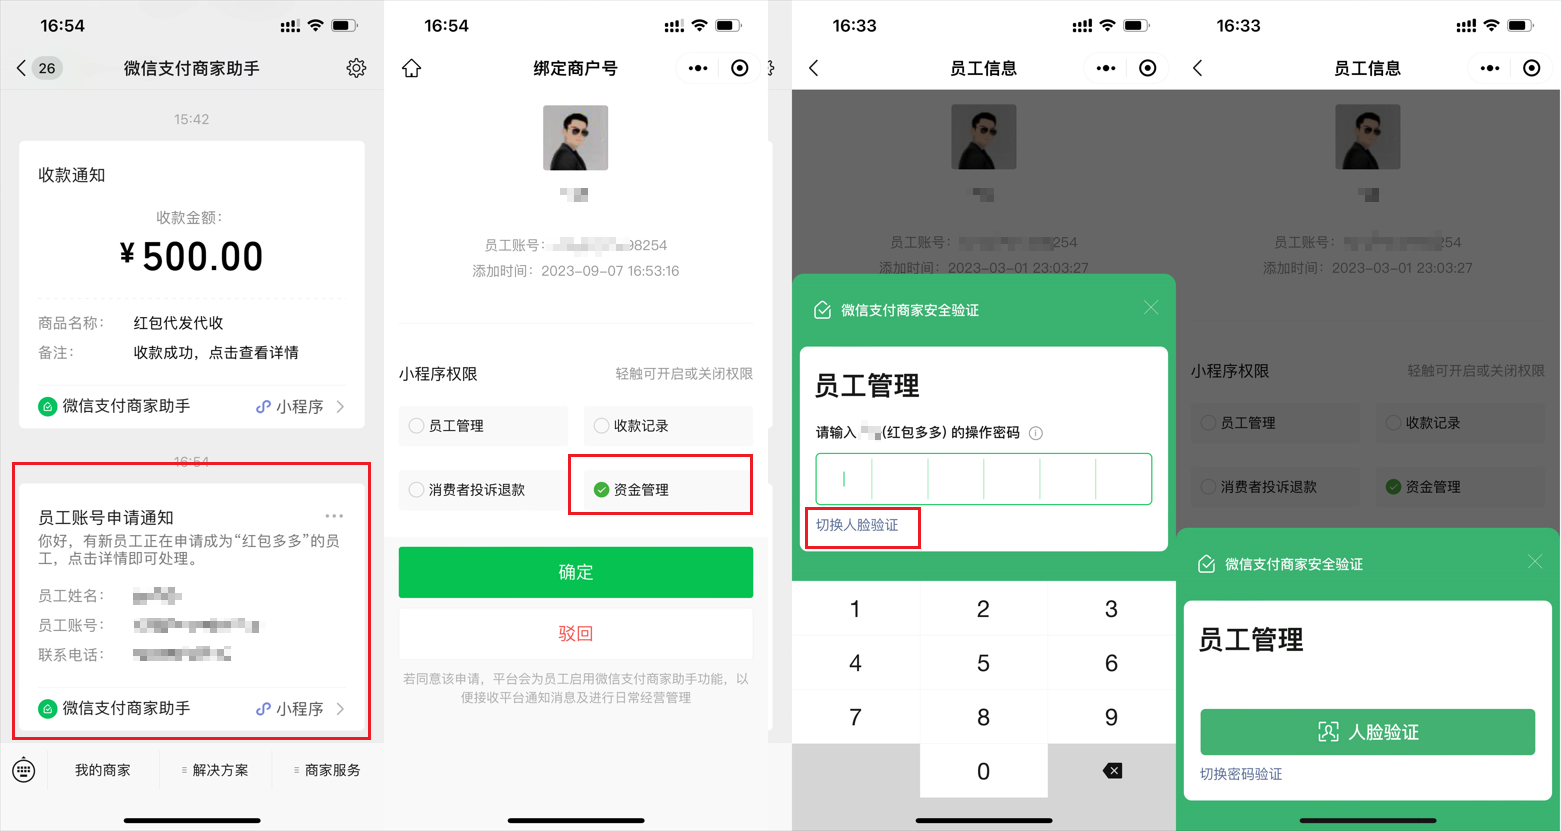 16:54
26
微信支付商家助手
15:42
收款通知
收款金额：
¥500.00
商品名称： 红包代发代收
备注： 收款成功，点击查看详情
微信支付商家助手 小程序
16:54
员工账号申请通知
你好，有新员工正在申请成为“红包多多”的员
工，点击详情即可处理。
员工姓名：
员工账号：
联系电话：
微信支付商家助手 小程序
我的商家 解决方案 商家服务
16:54
绑定商户号
员工账号： 98254
添加时间：2023-09-07 16:53:16
小程序权限 轻触可开启或关闭权限
员工管理 收款记录
消费者投诉退款 资金管理
确定
驳回
若同意该申请，平台会为员工启用微信支付商家助手功能，以
便接收平台通知消息及进行日常经营管理
16:33
员工信息
员工账号： 254
添加时间：2023-03-01 23:03:27
微信支付商家安全验证
员工管理
请输入 (红包多多) 的操作密码
切换人脸验证
1 2 3
4 5 6
7 8 9
0
16:33
员工信息
员工账号： 254
添加时间：2023-03-01 23:03:27
小程序权限 轻触可开启或关闭权限
员工管理 收款记录
消费者投诉退款 资金管理
微信支付商家安全验证
员工管理
人脸验证
切换密码验证